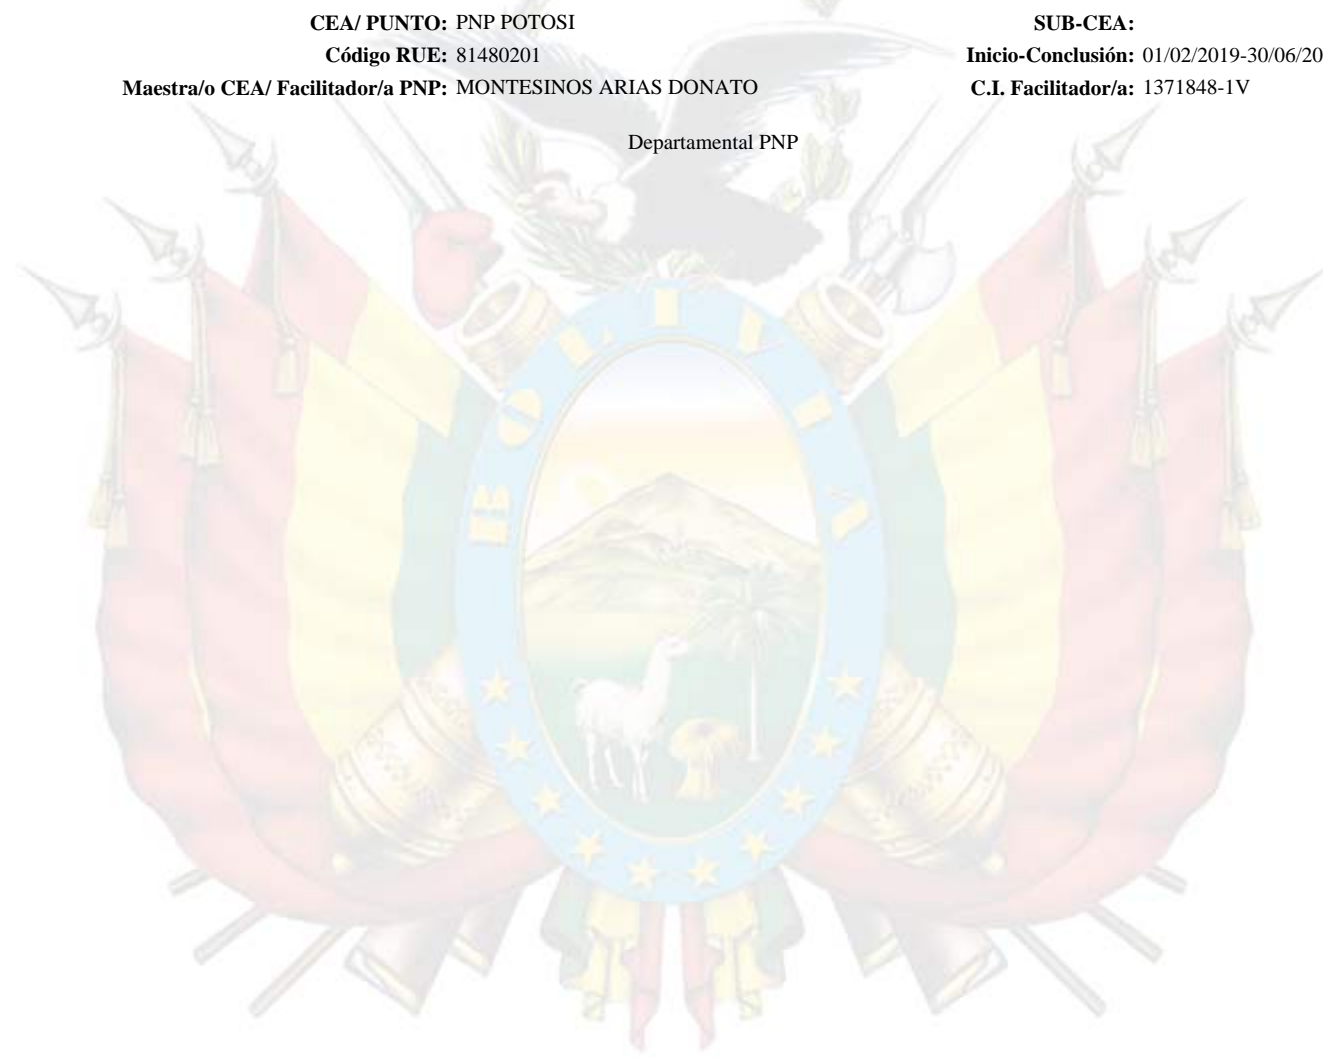 CEA/ PUNTO: PNP POTOSI SUB-CEA:
Código RUE: 81480201 Inicio-Conclusión: 01/02/2019-30/06/20
Maestra/o CEA/ Facilitador/a PNP: MONTESINOS ARIAS DONATO C.I. Facilitador/a: 1371848-1V
Departamental PNP
BOLIVIA